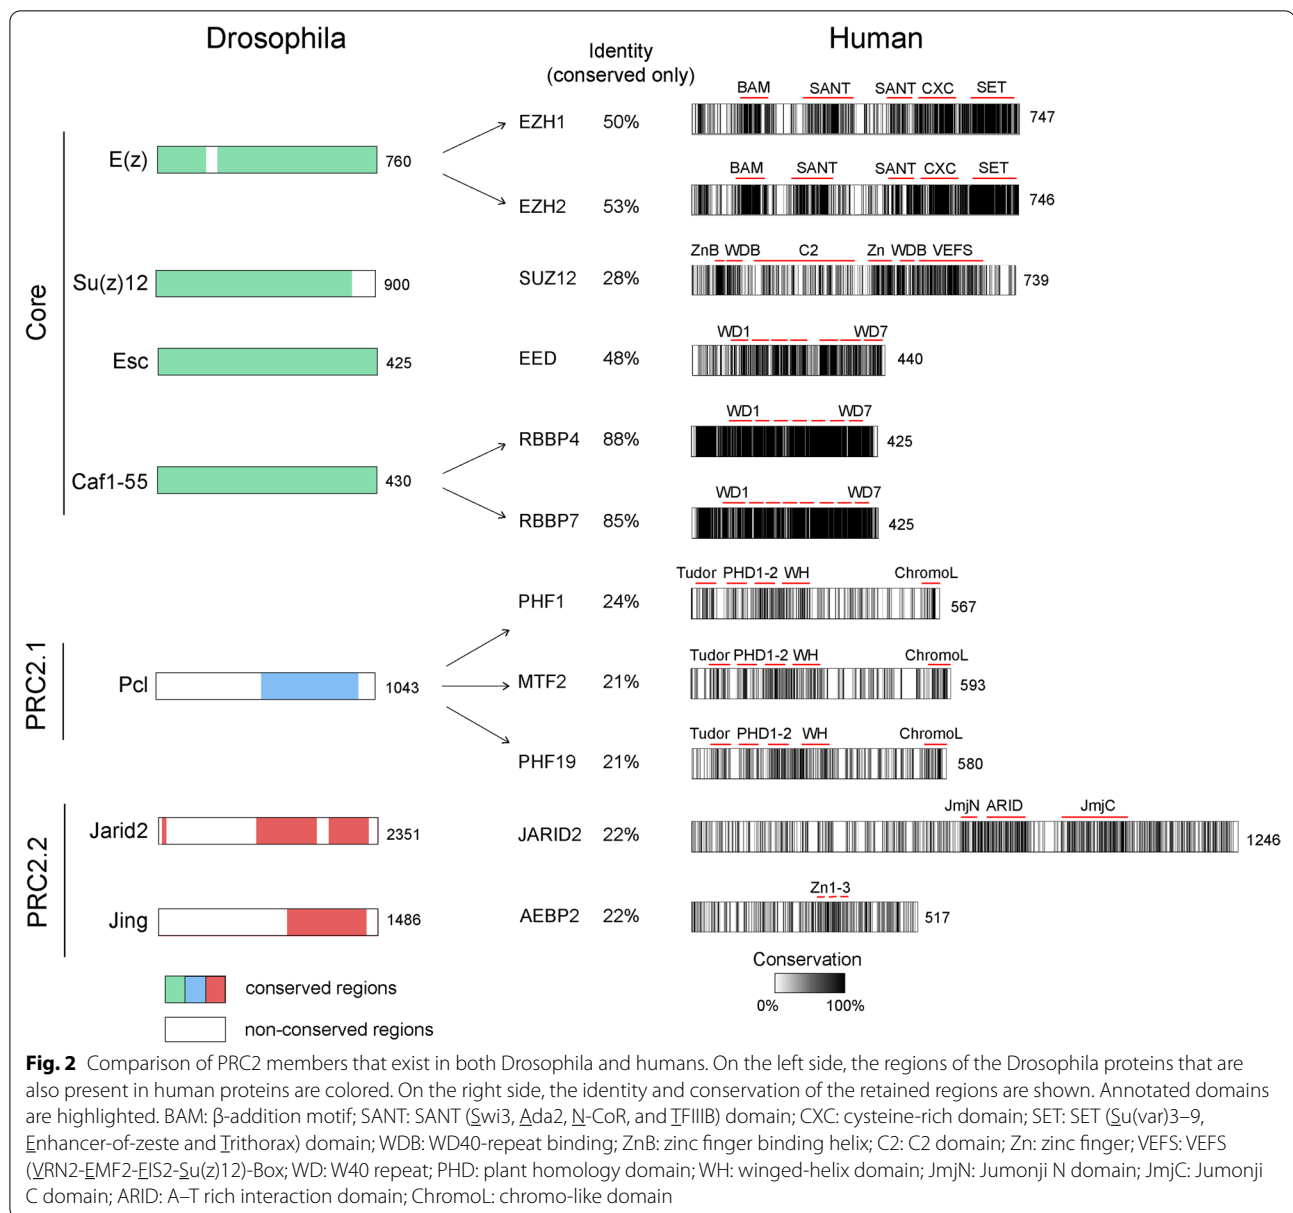 Drosophila
Identity
(conserved only)
Human
Core
E(z) 760
EZH1 50%
BAM SANT SANT CXC SET
747
EZH2 53%
BAM SANT SANT CXC SET
746
Su(z)12 900
SUZ12 28%
ZnB WDB C2 Zn WDB VEFS
739
Esc 425
EED 48%
WD1 WD7
440
Caf1-55 430
RBBP4 88%
WD1 WD7
425
RBBP7 85%
WD1 WD7
425
PRC2.1
Pcl 1043
PHF1 24%
Tudor PHD1-2 WH ChromoL
567
MTF2 21%
Tudor PHD1-2 WH ChromoL
593
PHF19 21%
Tudor PHD1-2 WH ChromoL
580
PRC2.2
Jarid2 2351
JARID2 22%
JmjN ARID JmjC
1246
Jing 1486
AEBP2 22%
Zn1-3
517
conserved regions
non-conserved regions
Conservation
0% 100%
Fig. 2 Comparison of PRC2 members that exist in both Drosophila and humans. On the left side, the regions of the Drosophila proteins that are
also present in human proteins are colored. On the right side, the identity and conservation of the retained regions are shown. Annotated domains
are highlighted. BAM: β-addition motif; SANT: SANT (Swi3, Ada2, N-CoR, and TFIIIB) domain; CXC: cysteine-rich domain; SET: SET (Su(var)3–9,
Enhancer-of-zeste and Trithorax) domain; WDB: WD40-repeat binding; ZnB: zinc finger binding helix; C2: C2 domain; Zn: zinc finger; VEFS: VEFS
(VRN2-EMF2-FIS2-Su(z)12)-Box; WD: W40 repeat; PHD: plant homology domain; WH: winged-helix domain; JmjN: Jumonji N domain; JmjC: Jumonji
C domain; ARID: A–T rich interaction domain; ChromoL: chromo-like domain